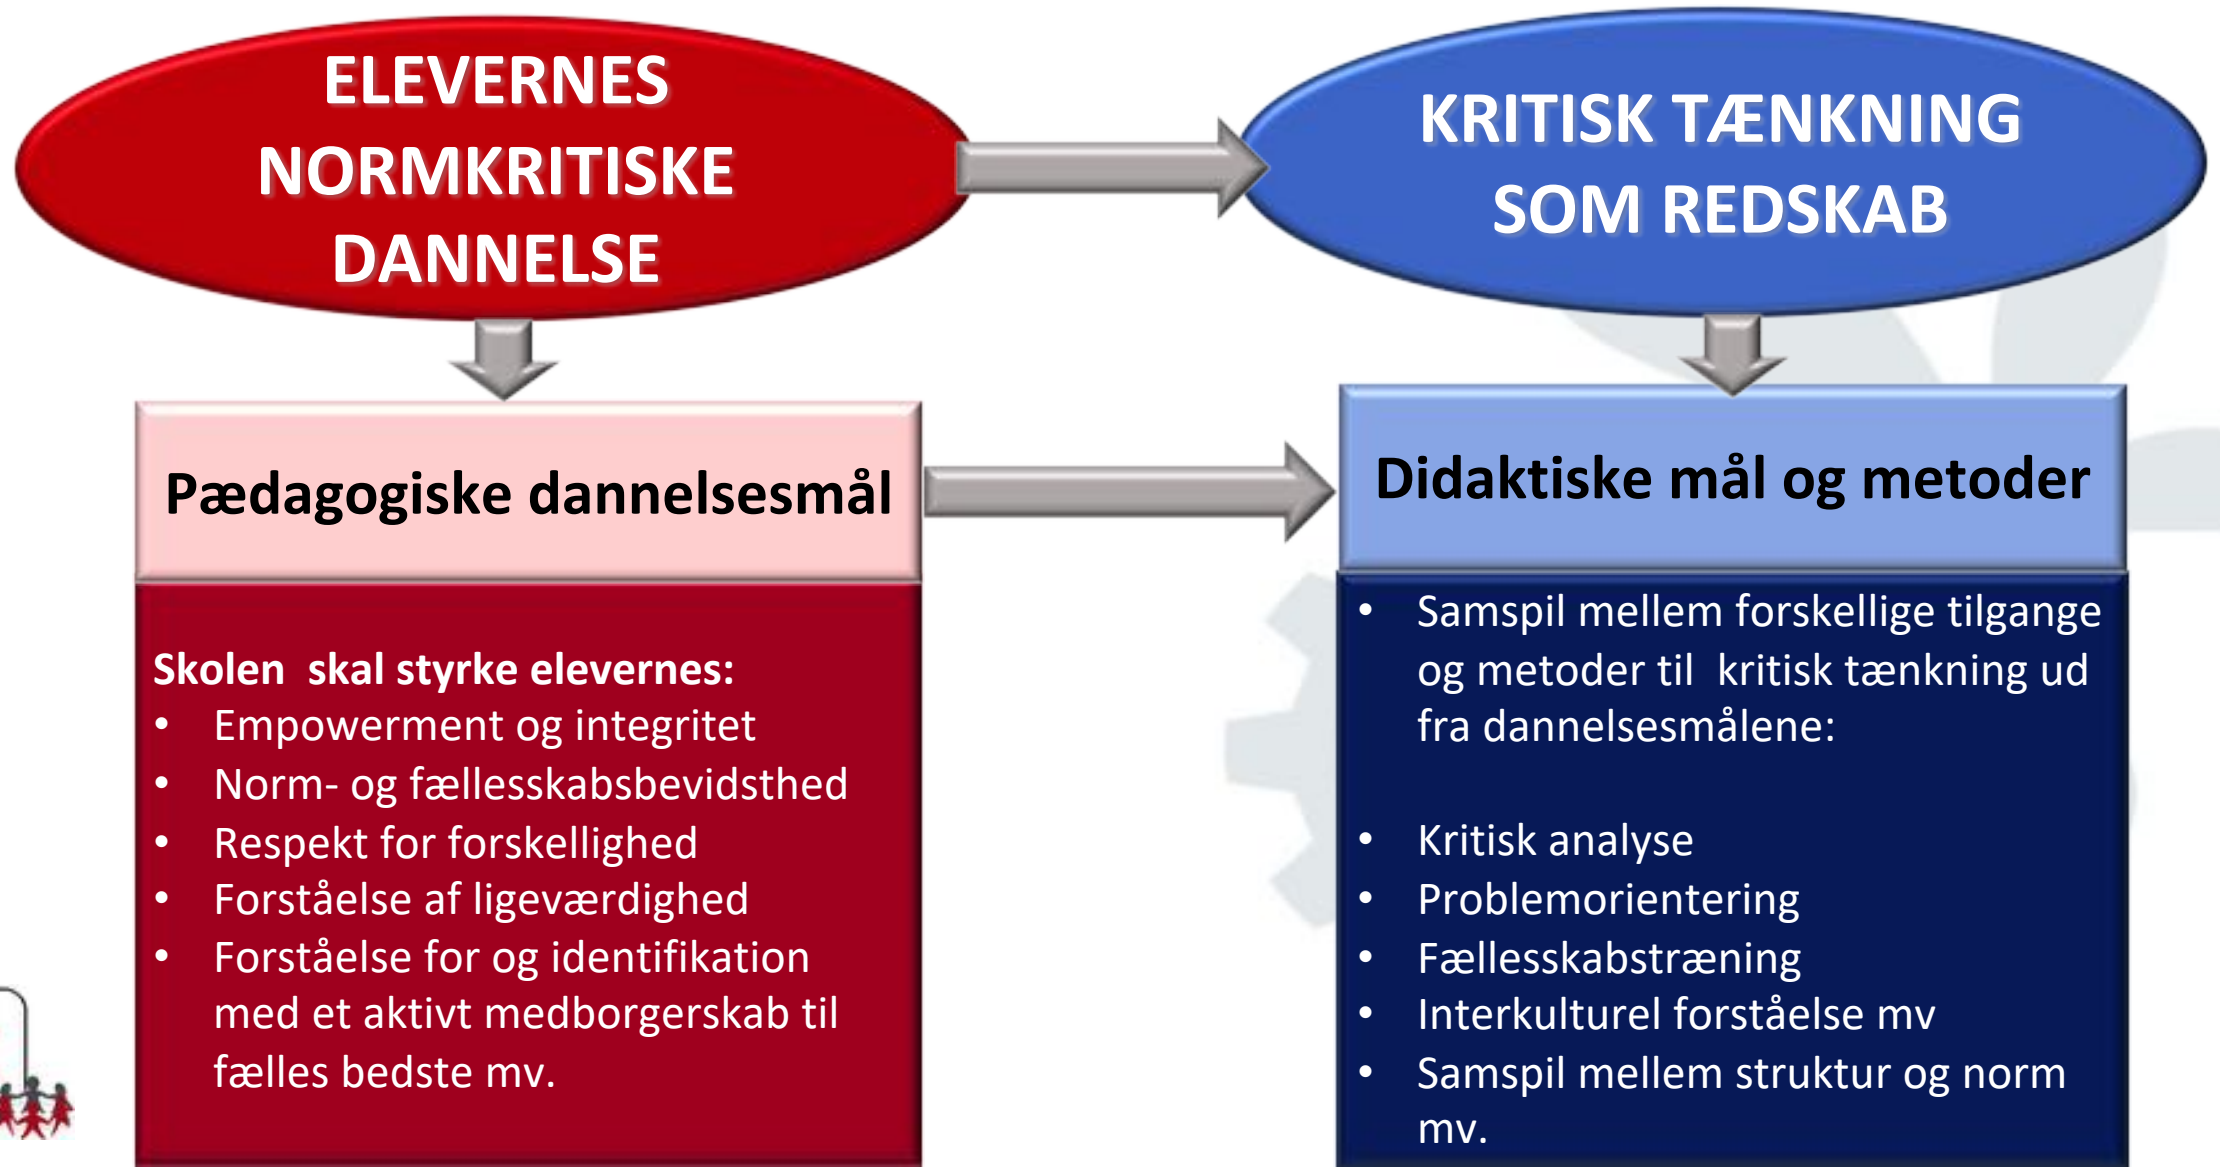 ELEVERNES
NORMKRITISKE
DANNELSE
KRITISK TÆNKNING
SOM REDSKAB
Pædagogiske dannelsesmål
Skolen  skal styrke elevernes:
• Empowerment og integritet
• Norm- og fællesskabsbevidsthed
• Respekt for forskellighed
• Forståelse af ligeværdighed
• Forståelse for og identifikation
med et aktivt medborgerskab til
fælles bedste mv.
Didaktiske mål og metoder
• Samspil mellem forskellige tilgange
og metoder til  kritisk tænkning ud
fra dannelsesmålene:
• Kritisk analyse
• Problemorientering
• Fællesskabstræning
• Interkulturel forståelse mv
• Samspil mellem struktur og norm
mv.